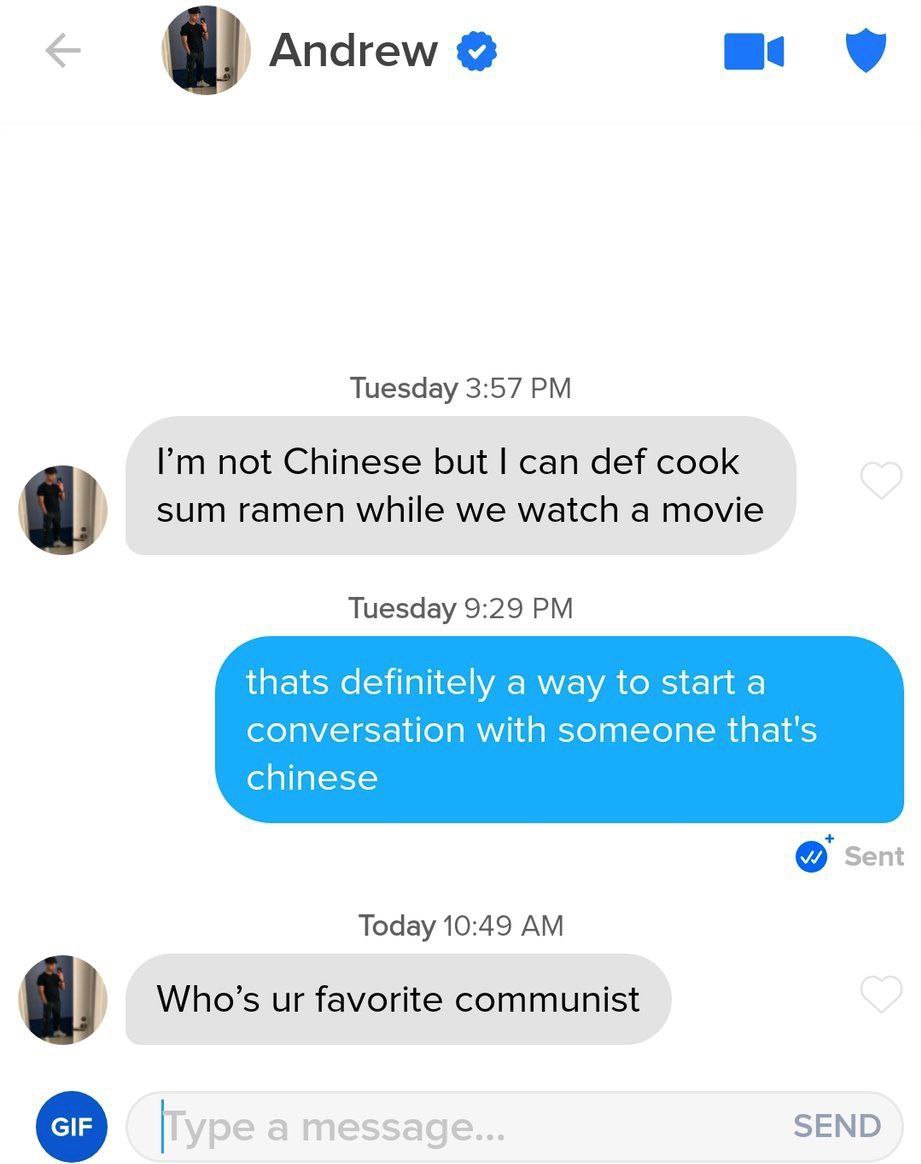 Andrew
Tuesday 3:57 PM
I’m not Chinese but I can def cook
sum ramen while we watch a movie
Tuesday 9:29 PM
thats definitely a way to start a
conversation with someone that's
chinese
Sent
Today 10:49 AM
Who’s ur favorite communist
GIF
Type a message...
SEND